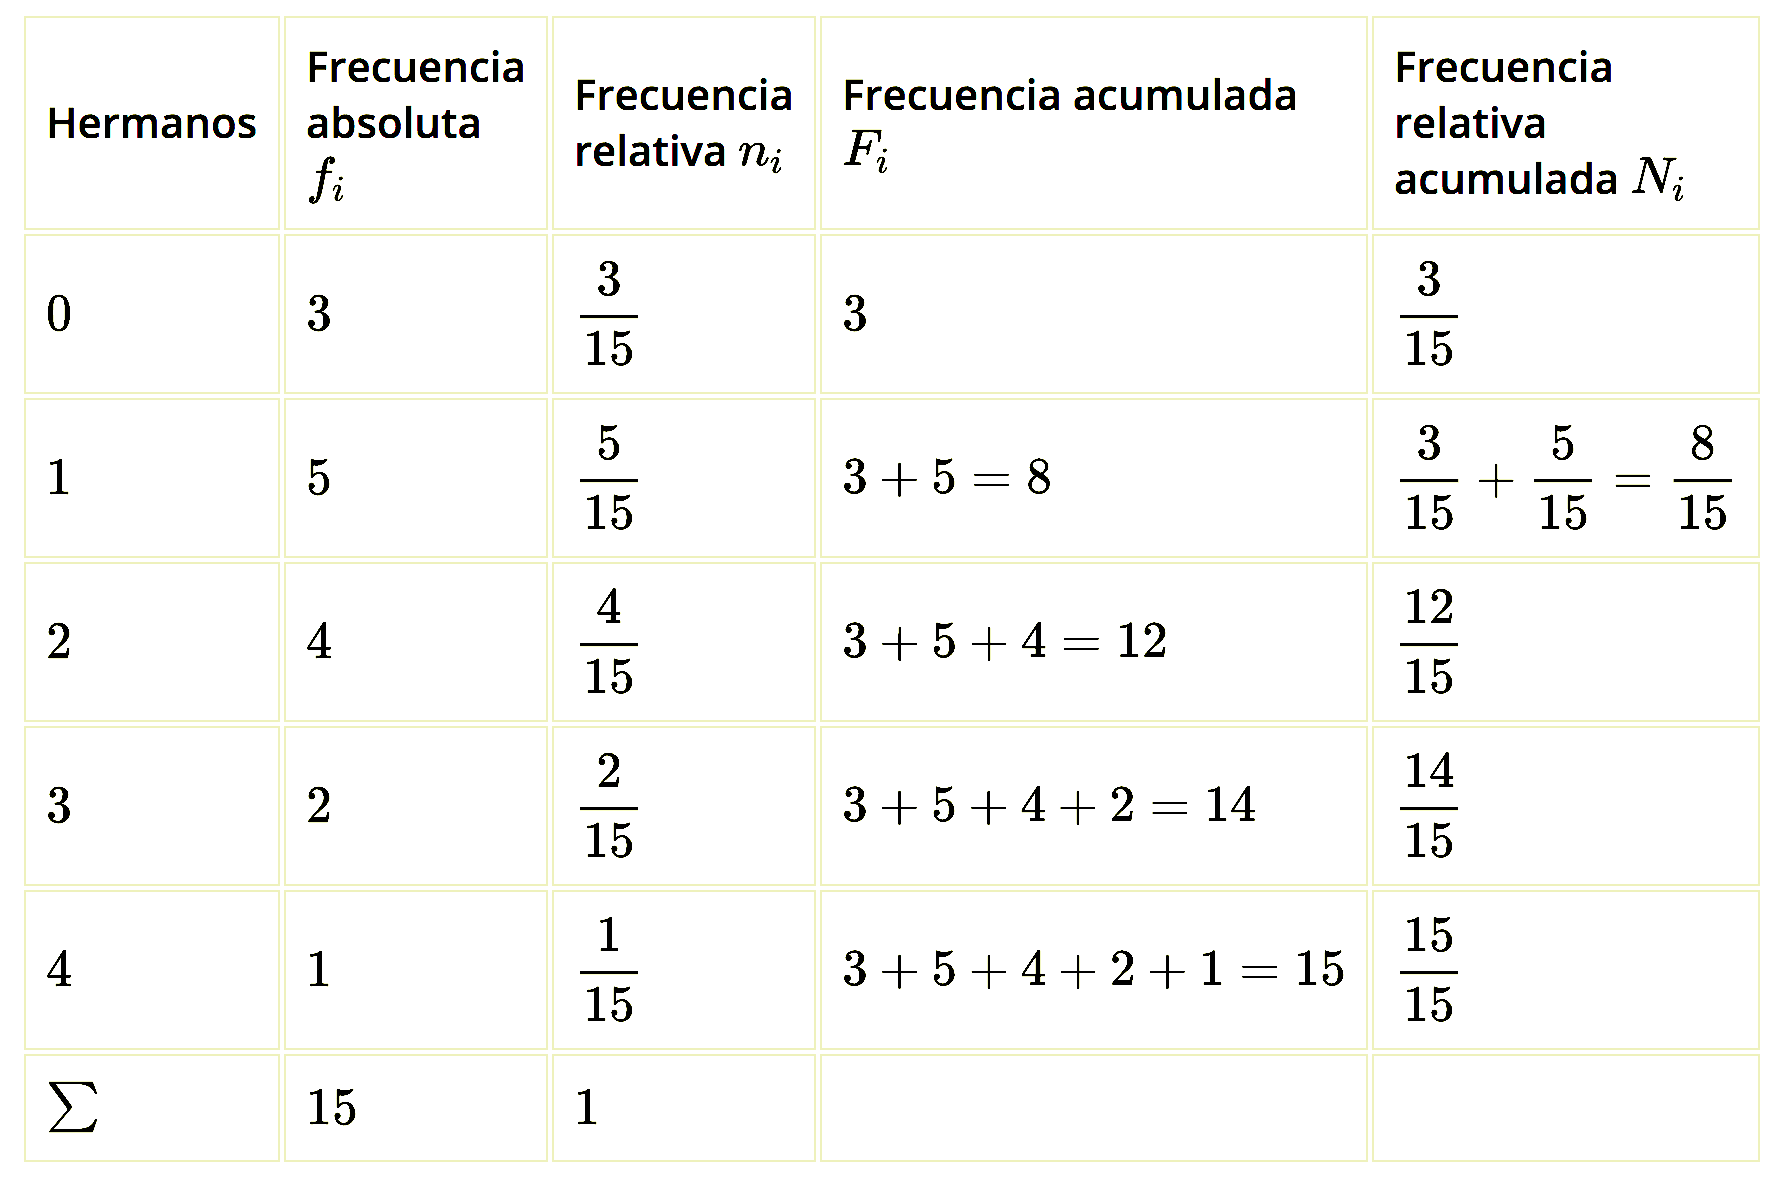 Hermanos
Frecuencia
absoluta
f_i
Frecuencia
relativa n_i
Frecuencia acumulada
F_i
Frecuencia
relativa
acumulada N_i
0
3
3/15
3
3/15
1
5
5/15
3 + 5 = 8
3/15 + 5/15 = 8/15
2
4
4/15
3 + 5 + 4 = 12
12/15
3
2
2/15
3 + 5 + 4 + 2 = 14
14/15
4
1
1/15
3 + 5 + 4 + 2 + 1 = 15
15/15
∑
15
1